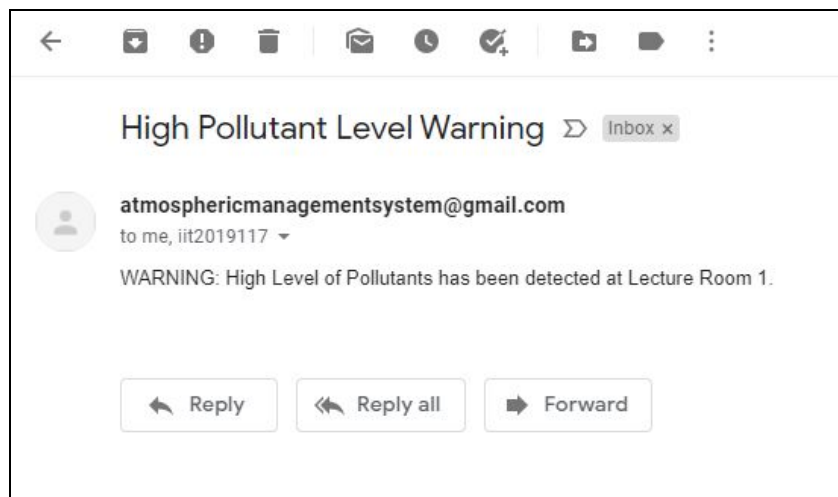 High Pollutant Level Warning Inbox x
atmosphericmanagementsystem@gmail.com
to me, iit2019117
WARNING: High Level of Pollutants has been detected at Lecture Room 1.
Reply Reply all Forward